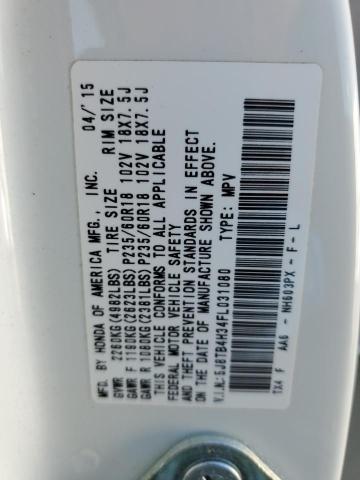 MFD. BY HONDA OF AMERICA MFG., INC. 04/'15
GVWR 2260KG(4982LBS) TIRE SIZE RIM SIZE
GAWR F 1190KG(2623LBS)P235/60R18 102V 18X7.5J
GAWR R 1080KG(2381LBS)P235/60R18 102V 18X7.5J
THIS VEHICLE CONFORMS TO ALL APPLICABLE
FEDERAL MOTOR VEHICLE SAFETY
AND THEFT PREVENTION STANDARDS IN EFFECT
ON THE DATE OF MANUFACTURE SHOWN ABOVE.
V.I.N:5J8TB4H34FL031080 TYPE: MPV
TX4 F AA6 - NH603PX - F-L